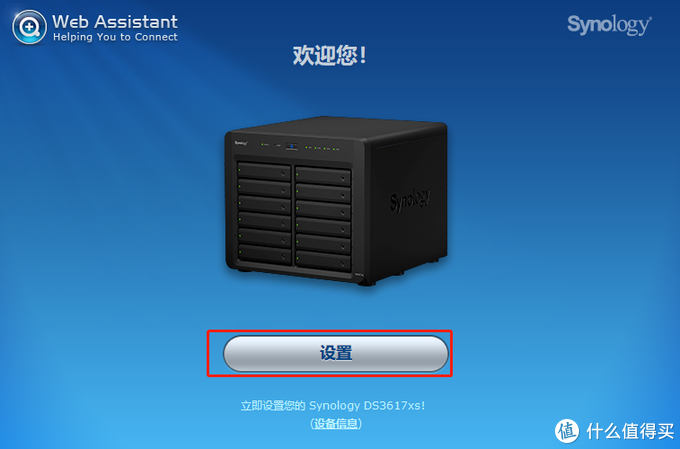 Web Assistant
Helping You to Connect
Synology
欢迎您!
Synology
Synology
设置
立即设置您的 Synology DS3617xs!
(设备信息)
值 什么值得买